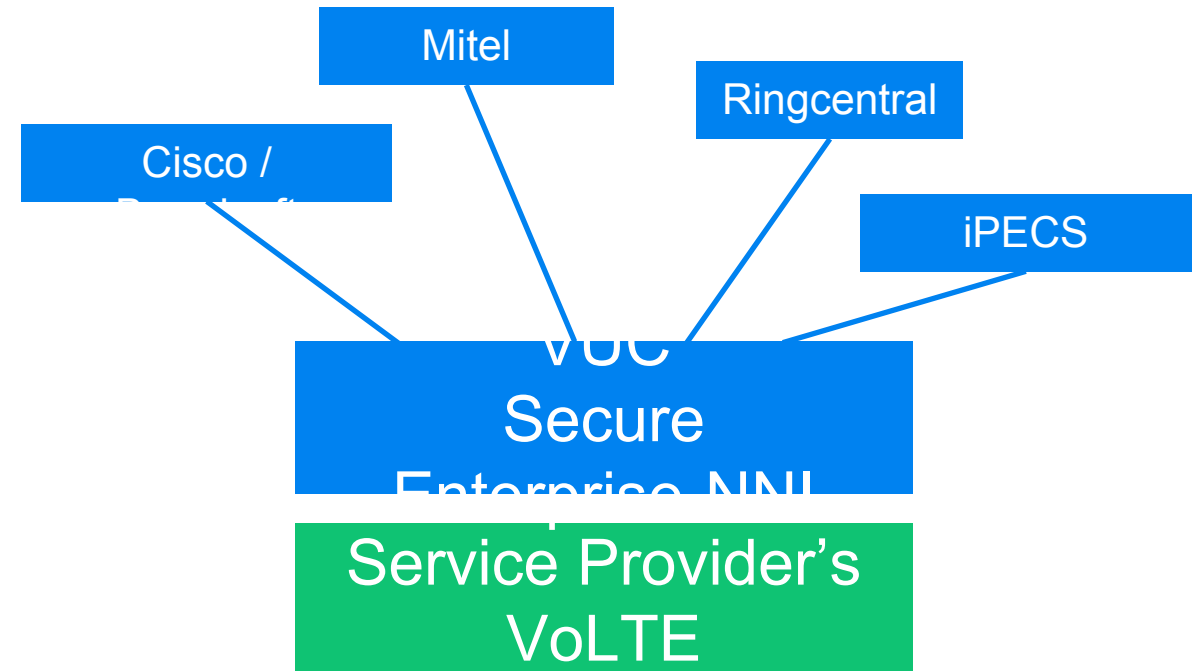 Mitel
Ringcentral
Cisco /
iPECS
VUC
Secure
Enterprise NNI
Service Provider’s
VoLTE